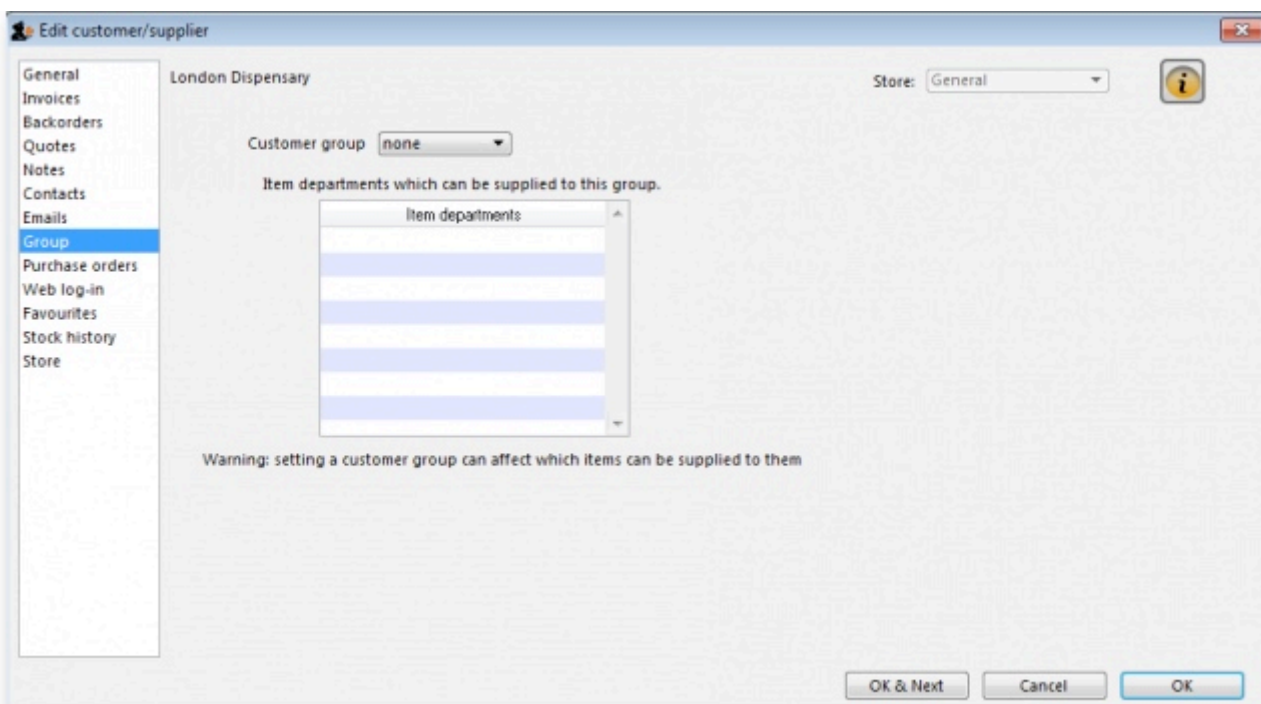 Edit customer/supplier
General
Invoices
Backorders
Quotes
Notes
Contacts
Emails
Group
Purchase orders
Web log-in
Favourites
Stock history
Store
London Dispensary
Store: General
i
Customer group none
Item departments which can be supplied to this group.
Item departments
Warning: setting a customer group can affect which items can be supplied to them
OK & Next Cancel OK